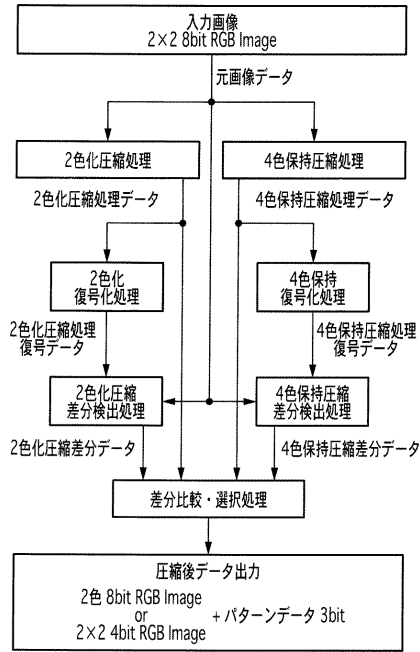 入力画像
2×2 8bit RGB Image
元画像データ
2色化圧縮処理
4色保持圧縮処理
2色化圧縮処理データ
4色保持圧縮処理データ
2色化
復号化処理
4色保持
復号化処理
2色化圧縮処理
復号データ
4色保持圧縮処理
復号データ
2色化圧縮
差分検出処理
4色保持圧縮
差分検出処理
2色化圧縮差分データ
4色保持圧縮差分データ
差分比較・選択処理
圧縮後データ出力
2色 8bit RGB Image
or
2×2 4bit RGB Image
+パターンデータ 3bit